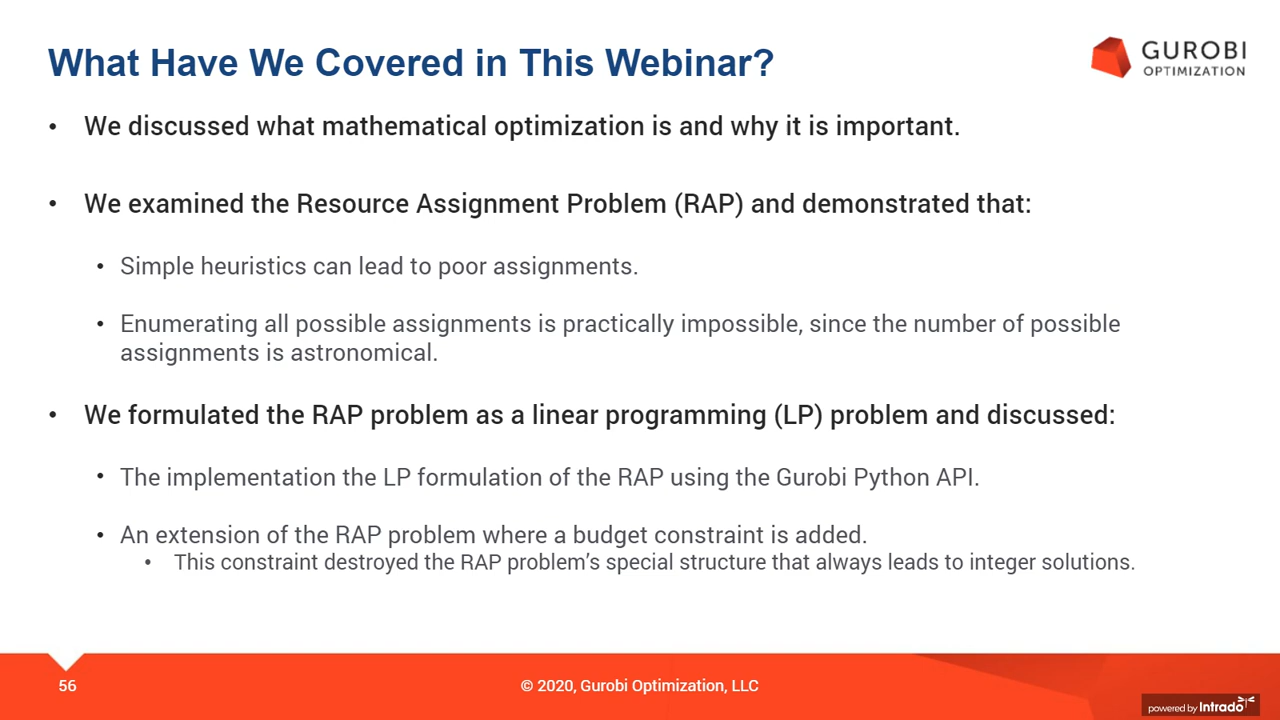 What Have We Covered in This Webinar?
GUROBI
OPTIMIZATION
• We discussed what mathematical optimization is and why it is important.
• We examined the Resource Assignment Problem (RAP) and demonstrated that:
• Simple heuristics can lead to poor assignments.
• Enumerating all possible assignments is practically impossible, since the number of possible
assignments is astronomical.
• We formulated the RAP problem as a linear programming (LP) problem and discussed:
• The implementation the LP formulation of the RAP using the Gurobi Python API.
• An extension of the RAP problem where a budget constraint is added.
• This constraint destroyed the RAP problem’s special structure that always leads to integer solutions.
56
© 2020, Gurobi Optimization, LLC
powered by Intrado